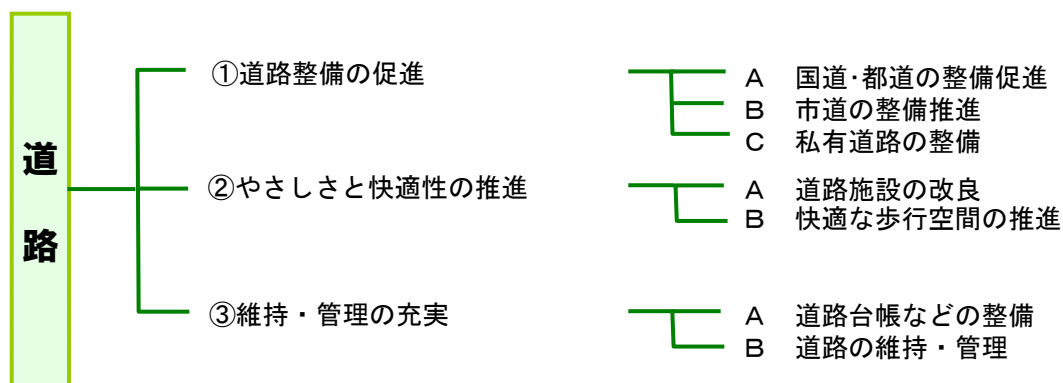 道路
①道路整備の促進
A 国道･都道の整備促進
B 市道の整備推進
C 私有道路の整備
②やさしさと快適性の推進
A 道路施設の改良
B 快適な歩行空間の推進
③維持・管理の充実
A 道路台帳などの整備
B 道路の維持・管理